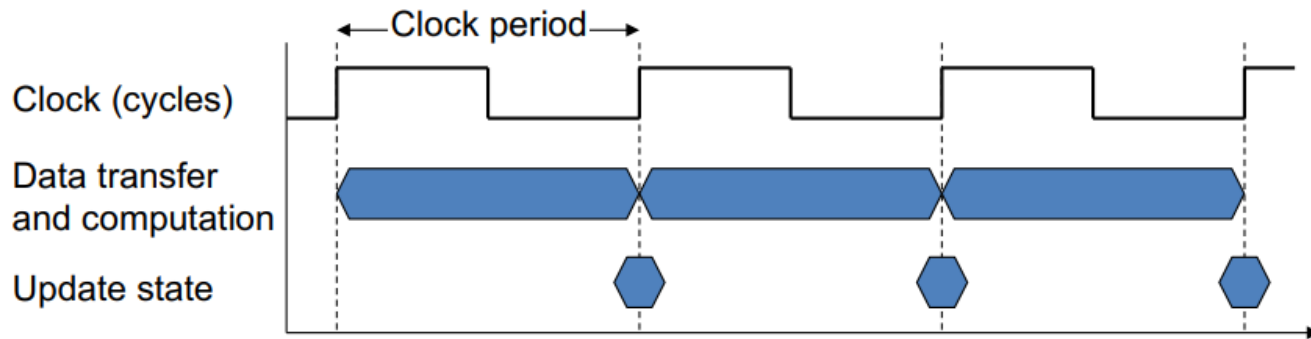 Clock period
Clock (cycles)
Data transfer
and computation
Update state